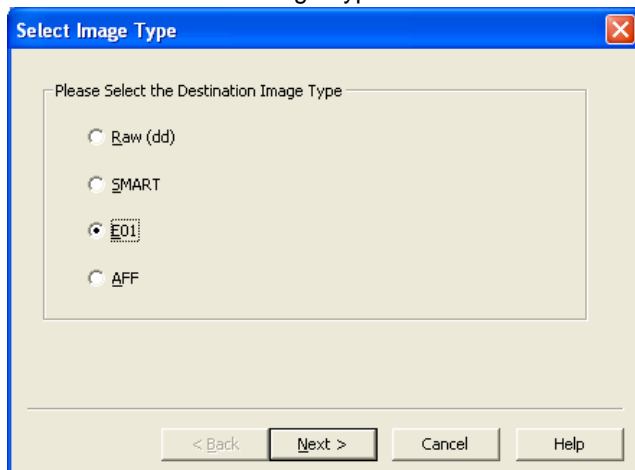 Select Image Type
Please Select the Destination Image Type
Raw (dd)
SMART
E01
AFF
< Back Next > Cancel Help